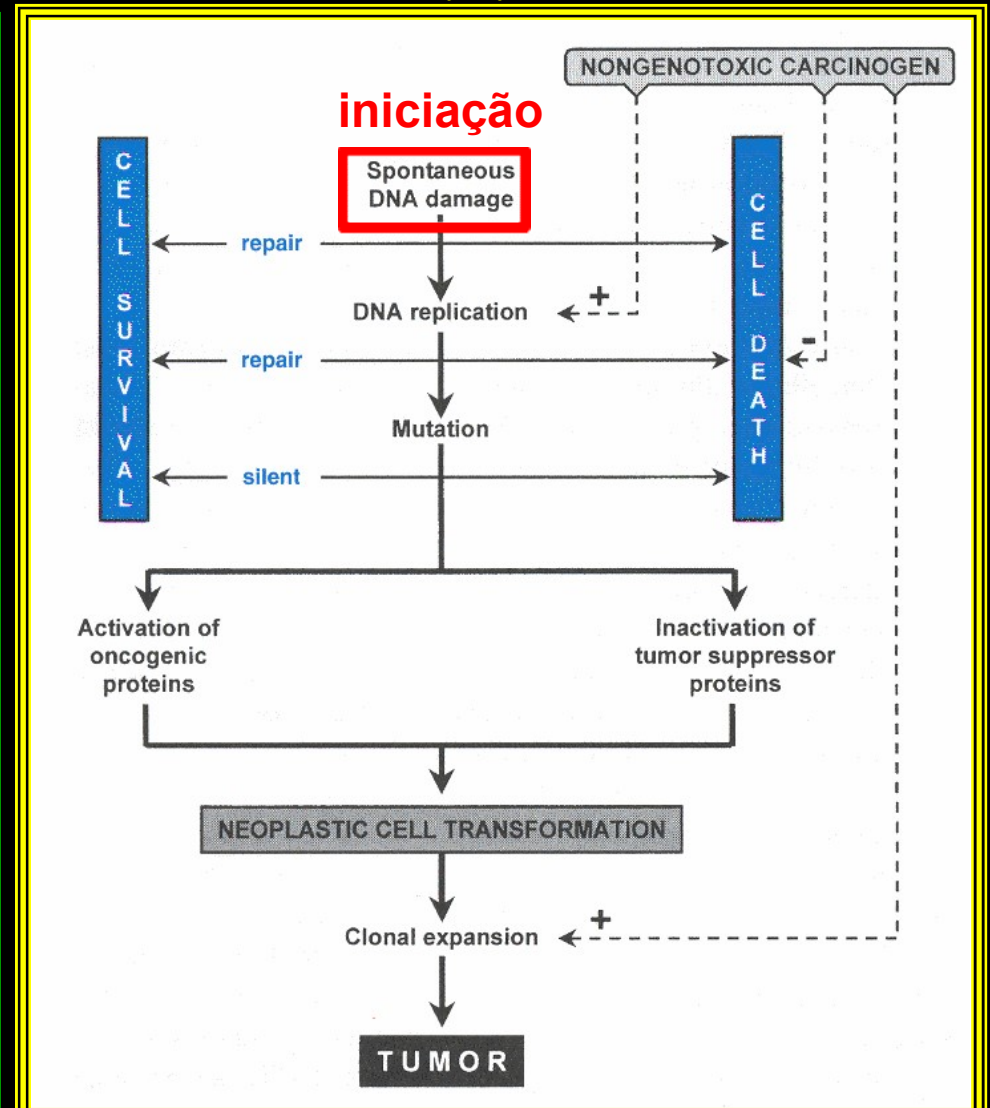 NONGENOTOXIC CARCINOGEN
iniciação
Spontaneous
DNA damage
CELL SURVIVAL
CELL DEATH
repair
DNA replication
+
repair
-
Mutation
silent
Activation of
oncogenic
proteins
Inactivation of
tumor suppressor
proteins
NEOPLASTIC CELL TRANSFORMATION
Clonal expansion
+
TUMOR